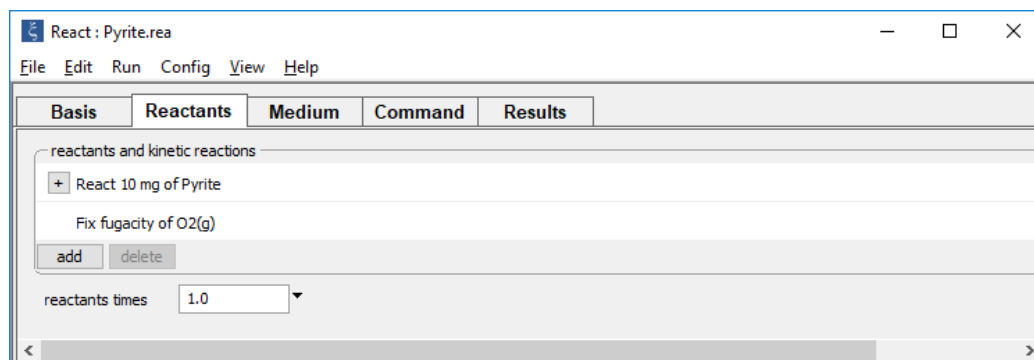 ξ React : Pyrite.rea
File Edit Run Config View Help
Basis Reactants Medium Command Results
reactants and kinetic reactions
+ React 10 mg of Pyrite
Fix fugacity of O2(g)
add delete
reactants times 1.0